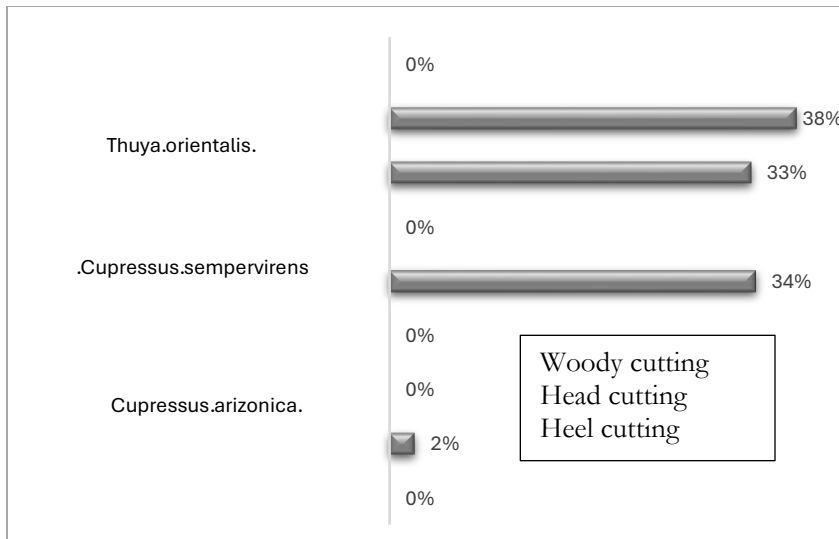 0%
38%
Thuya.orientalis.
33%
0%
.Cupressus.sempervirens
34%
0%
Woody cutting
Head cutting
Heel cutting
0%
Cupressus.arizonica.
2%
0%